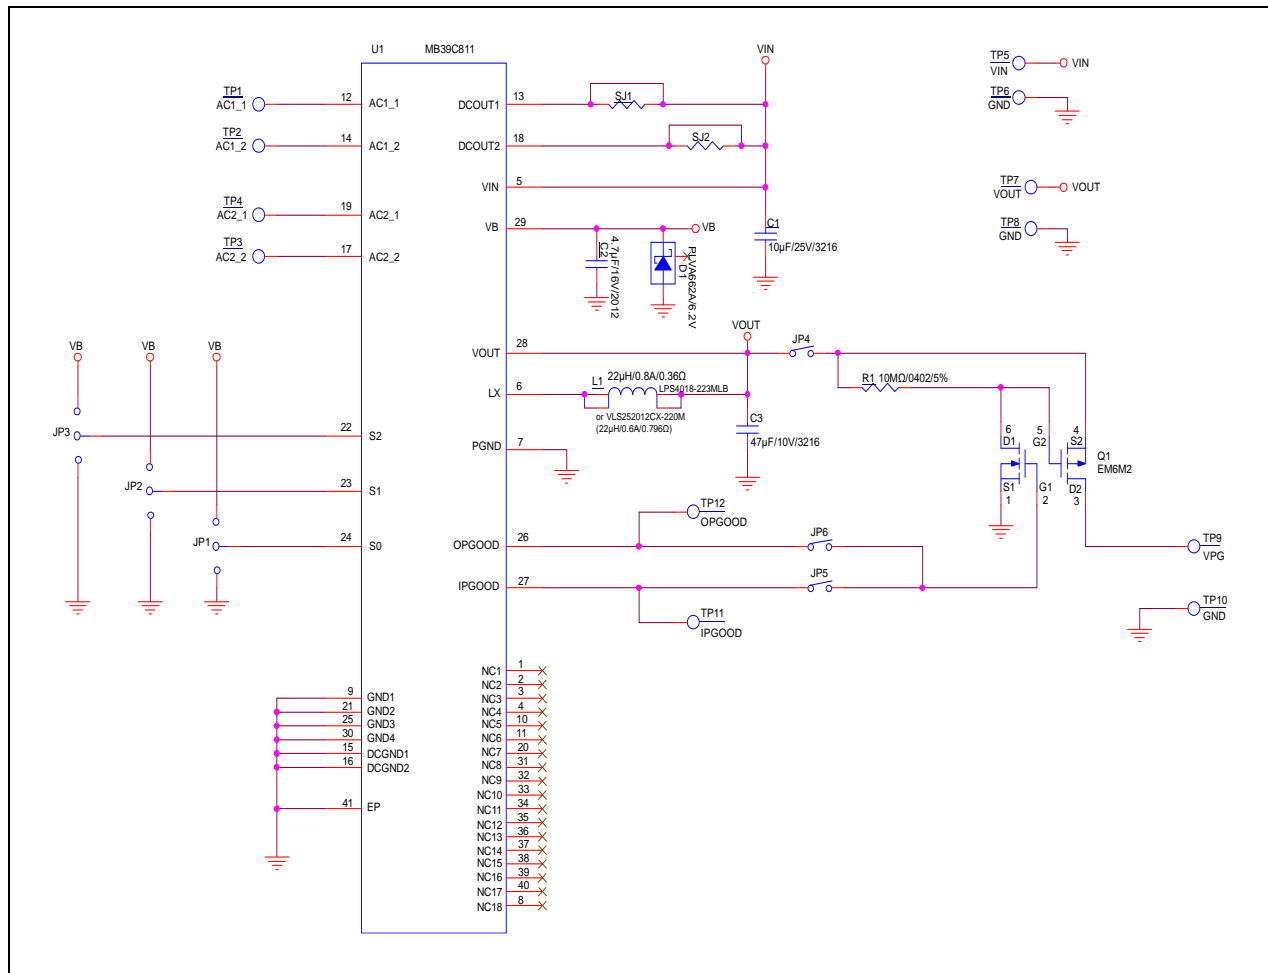 U1 MB39C811
VIN
TP5
VIN
VIN
TP6
GND
TP1
AC1_1
12
AC1_1
DCOUT1
13
SJ1
TP2
AC1_2
14
AC1_2
DCOUT2
18
SJ2
VIN
5
TP7
VOUT
VOUT
TP4
AC2_1
19
AC2_1
VB
29
VB
C1
10µF/25V/3216
TP8
GND
TP3
AC2_2
17
AC2_2
C2
4.7µF/16V/2012
D1
RLVA662A/6.2V
VB
VB
VB
VOUT
JP4
VOUT
28
R1 10MΩ/0402/5%
LX
6
L1
22µH/0.8A/0.36Ω
LPS4018-223MLB
or VLS252012CX-220M
(22µH/0.6A/0.796Ω)
C3
47µF/10V/3216
JP3
22
S2
PGND
7
6
D1
5
G2
4
S2
Q1
EM6M2
S1
1
G1
2
D2
3
JP2
23
S1
TP12
OPGOOD
JP1
24
S0
OPGOOD
26
JP6
TP9
VPG
IPGOOD
27
JP5
TP11
IPGOOD
TP10
GND
NC1 1
NC2 2
NC3 3
NC4 4
NC5 10
NC6 11
NC7 20
NC8 31
NC9 32
NC10 33
NC11 34
NC12 35
NC13 36
NC14 37
NC15 38
NC16 39
NC17 40
NC18 8
9 GND1
21 GND2
25 GND3
30 GND4
15 DCGND1
16 DCGND2
41 EP